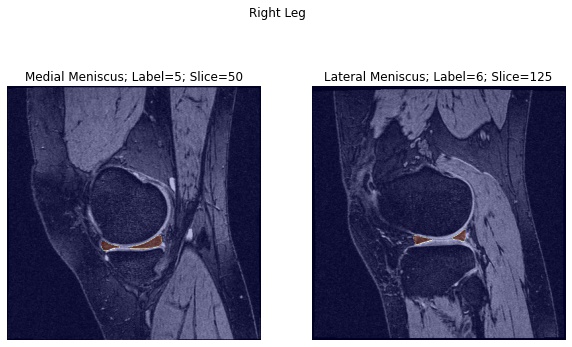 Right Leg
Medial Meniscus; Label=5; Slice=50
Lateral Meniscus; Label=6; Slice=125